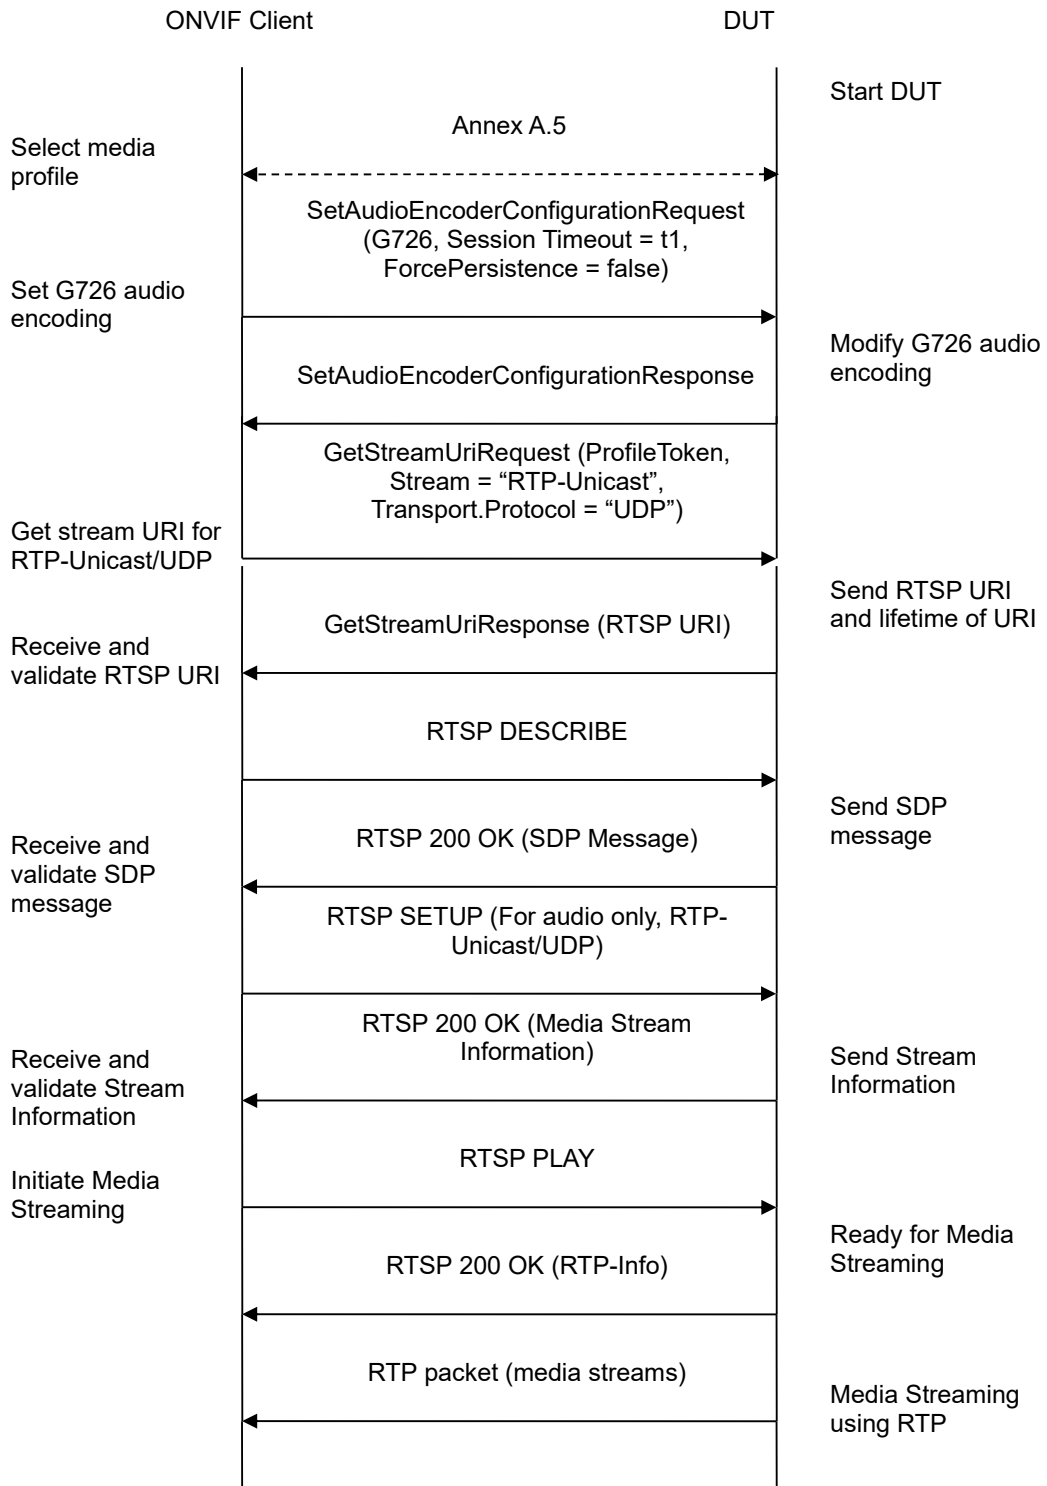 ONVIF Client
DUT
Start DUT
Annex A.5
Select media
profile
SetAudioEncoderConfigurationRequest
(G726, Session Timeout = t1,
ForcePersistence = false)
Set G726 audio
encoding
Modify G726 audio
encoding
SetAudioEncoderConfigurationResponse
GetStreamUriRequest (ProfileToken,
Stream = “RTP-Unicast”,
Transport.Protocol = “UDP”)
Get stream URI for
RTP-Unicast/UDP
Send RTSP URI
and lifetime of URI
GetStreamUriResponse (RTSP URI)
Receive and
validate RTSP URI
RTSP DESCRIBE
Send SDP
message
RTSP 200 OK (SDP Message)
Receive and
validate SDP
message
RTSP SETUP (For audio only, RTP-
Unicast/UDP)
RTSP 200 OK (Media Stream
Information)
Send Stream
Information
Receive and
validate Stream
Information
RTSP PLAY
Initiate Media
Streaming
Ready for Media
Streaming
RTSP 200 OK (RTP-Info)
RTP packet (media streams)
Media Streaming
using RTP